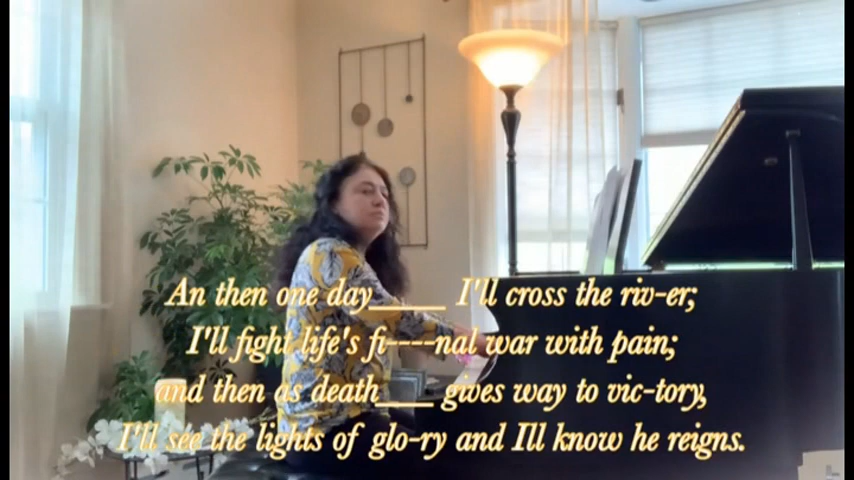 An then one day____ I'll cross the riv-er;
I'll fight life's fi----nal war with pain;
and then as death____ gives way to vic-tory,
I'll see the lights of glo-ry and Ill know he reigns.